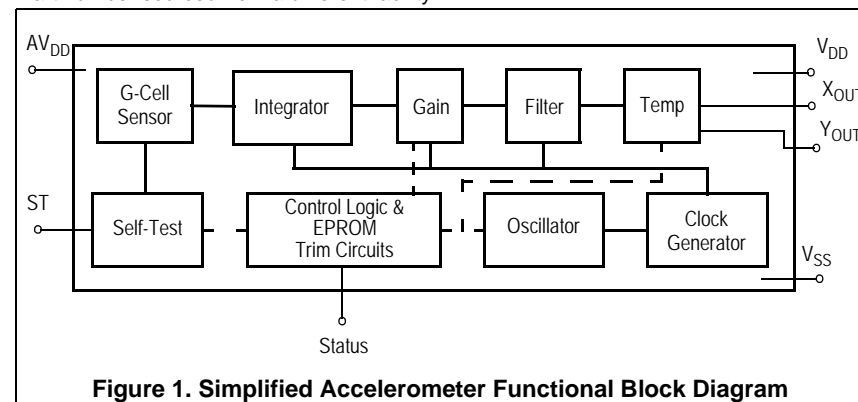 AVDD
VDD
G-Cell
Sensor
Integrator
Gain
Filter
Temp
XOUT
YOUT
ST
Self-Test
Control Logic &
EPROM
Trim Circuits
Oscillator
Clock
Generator
VSS
Status
Figure 1. Simplified Accelerometer Functional Block Diagram